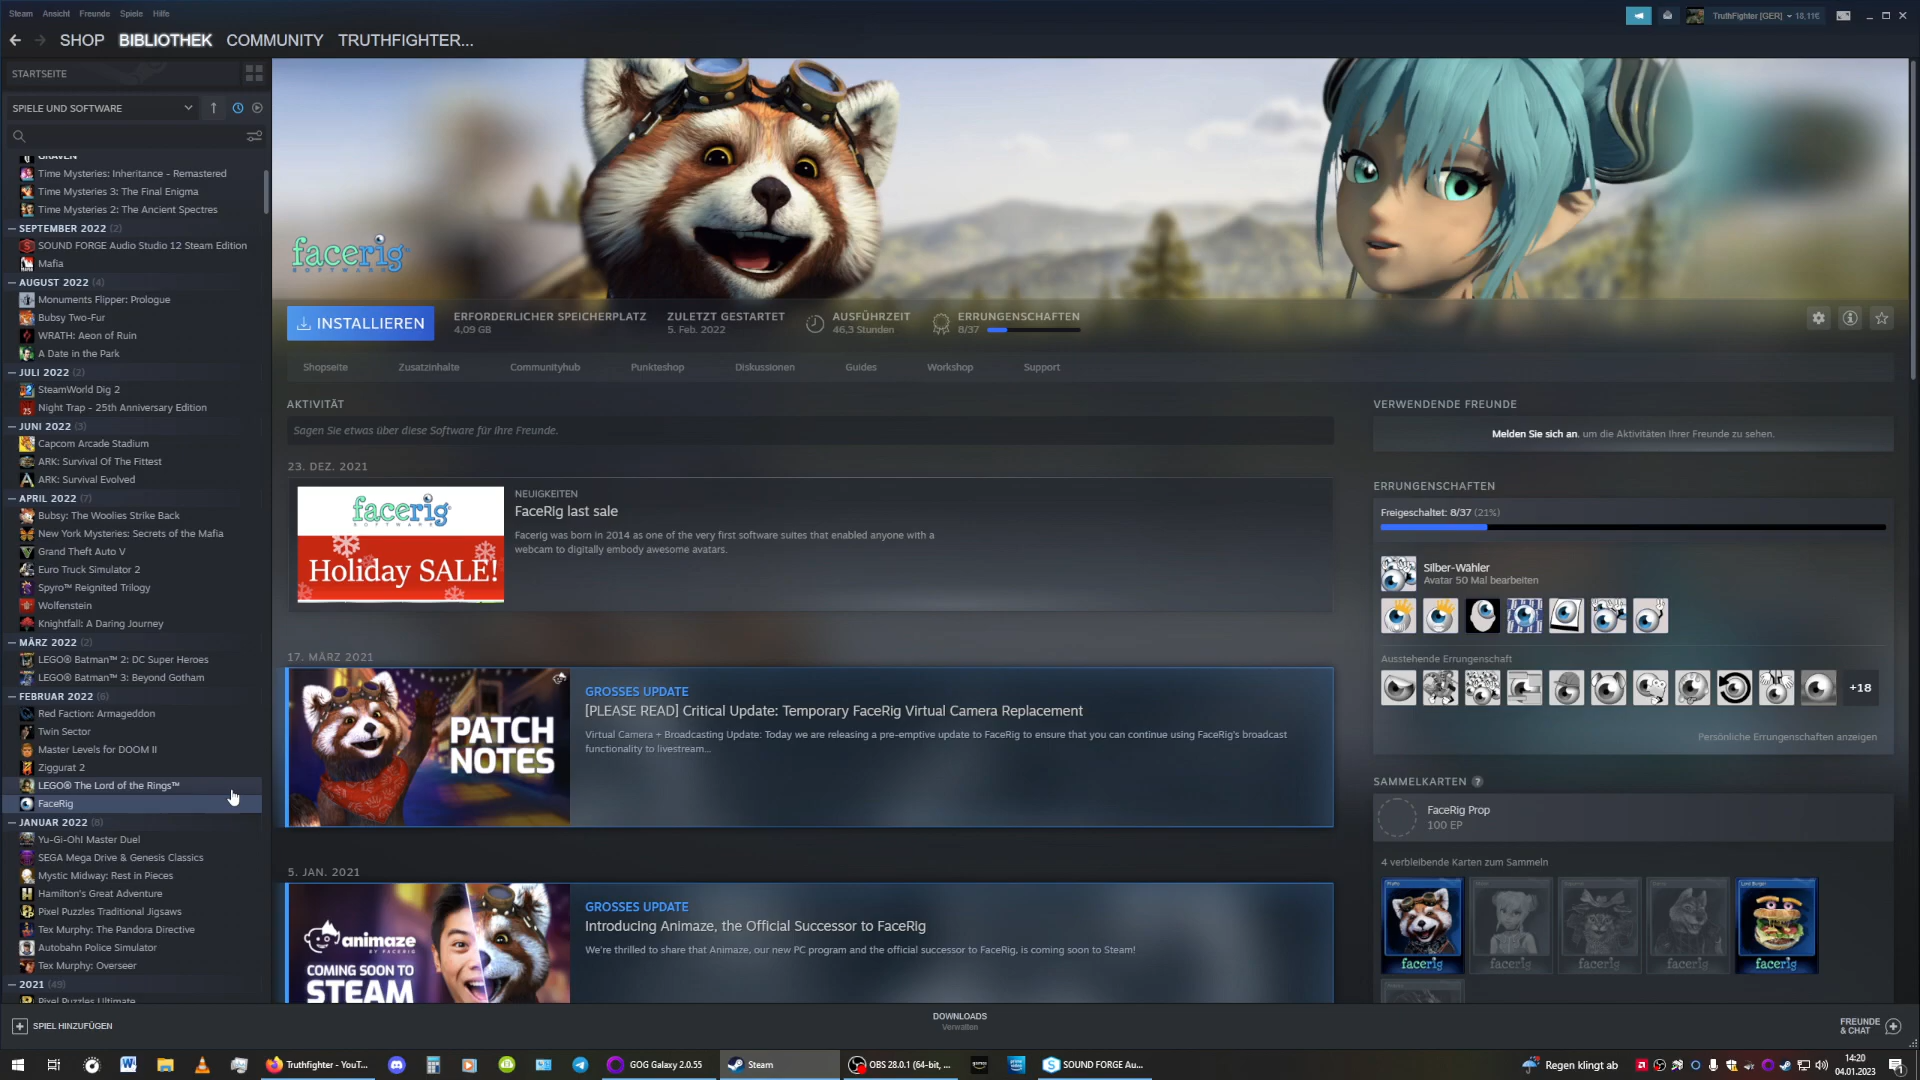 Steam Ansicht Freunde Spiele Hilfe
TruthFighter [GER] 18,11€
SHOP BIBLIOTHEK COMMUNITY TRUTHFIGHTER...
STARTSEITE
SPIELE UND SOFTWARE
GRAVEN
Time Mysteries: Inheritance - Remastered
Time Mysteries 3: The Final Enigma
Time Mysteries 2: The Ancient Spectres
— SEPTEMBER 2022 (2)
SOUND FORGE Audio Studio 12 Steam Edition
Mafia
— AUGUST 2022 (4)
Monuments Flipper: Prologue
Bubsy Two-Fur
WRATH: Aeon of Ruin
A Date in the Park
— JULI 2022 (2)
SteamWorld Dig 2
Night Trap - 25th Anniversary Edition
— JUNI 2022 (3)
Capcom Arcade Stadium
ARK: Survival Of The Fittest
ARK: Survival Evolved
— APRIL 2022 (7)
Bubsy: The Woolies Strike Back
New York Mysteries: Secrets of the Mafia
Grand Theft Auto V
Euro Truck Simulator 2
Spyro™ Reignited Trilogy
Wolfenstein
Knightfall: A Daring Journey
— MÄRZ 2022 (2)
LEGO® Batman™ 2: DC Super Heroes
LEGO® Batman™ 3: Beyond Gotham
— FEBRUAR 2022 (6)
Red Faction: Armageddon
Twin Sector
Master Levels for DOOM II
Ziggurat 2
LEGO® The Lord of the Rings™
FaceRig
— JANUAR 2022 (8)
Yu-Gi-Oh! Master Duel
SEGA Mega Drive & Genesis Classics
Mystic Midway: Rest in Pieces
Hamilton's Great Adventure
Pixel Puzzles Traditional Jigsaws
Tex Murphy: The Pandora Directive
Autobahn Police Simulator
Tex Murphy: Overseer
— 2021 (49)
Pixel Puzzles Ultimate
facerig
SOFTWARE
INSTALLIEREN
ERFORDERLICHER SPEICHERPLATZ
4,09 GB
ZULETZT GESTARTET
5. Feb. 2022
AUSFÜHRZEIT
46,3 Stunden
ERRUNGENSCHAFTEN
8/37
Shopseite Zusatzinhalte Communityhub Punkteshop Diskussionen Guides Workshop Support
AKTIVITÄT
Sagen Sie etwas über diese Software für Ihre Freunde.
23. DEZ. 2021
facerig
SOFTWARE
Holiday SALE!
NEUIGKEITEN
FaceRig last sale
Facerig was born in 2014 as one of the very first software suites that enabled anyone with a
webcam to digitally embody awesome avatars.
17. MÄRZ 2021
PATCH
NOTES
GROSSES UPDATE
[PLEASE READ] Critical Update: Temporary FaceRig Virtual Camera Replacement
Virtual Camera + Broadcasting Update: Today we are releasing a pre-emptive update to FaceRig to ensure that you can continue using FaceRig's broadcast
functionality to livestream...
5. JAN. 2021
animaze
BY FACERIG
COMING SOON TO
STEAM
GROSSES UPDATE
Introducing Animaze, the Official Successor to FaceRig
We're thrilled to share that Animaze, our new PC program and the official successor to FaceRig, is coming soon to Steam!
VERWENDENDE FREUNDE
Melden Sie sich an, um die Aktivitäten Ihrer Freunde zu sehen.
ERRUNGENSCHAFTEN
Freigeschaltet: 8/37 (21%)
Silber-Wähler
Avatar 50 Mal bearbeiten
Ausstehende Errungenschaft
+18
Persönliche Errungenschaften anzeigen
SAMMELKARTEN ?
FaceRig Prop
100 EP
4 verbleibende Karten zum Sammeln
facerig facerig facerig facerig facerig
SPIEL HINZUFÜGEN
DOWNLOADS
Verwalten
FREUNDE
& CHAT
Truthfighter - YouT...
GOG Galaxy 2.0.55
Steam
OBS 28.0.1 (64-bit, ...
SOUND FORGE Au...
Regen klingt ab
14:20
04.01.2023